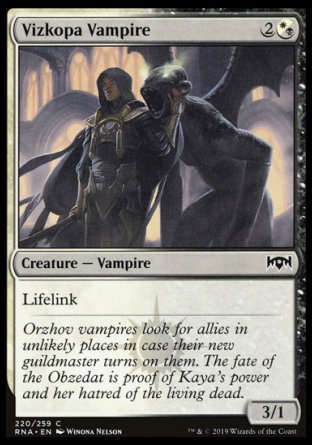 Vizkopa Vampire 2
Creature — Vampire
Lifelink
Orzhov vampires look for allies in
unlikely places in case their new
guildmaster turns on them. The fate of
the Obzedat is proof of Kaya's power
and her hatred of the living dead.
3/1
220/259 C
RNA • EN Winona Nelson
™ & © 2019 Wizards of the Coast